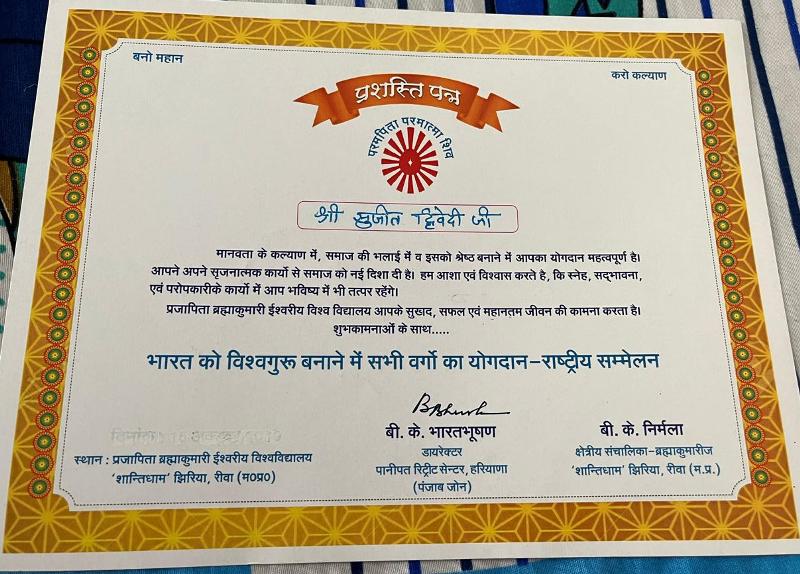 बनो महान
करो कल्याण
प्रशस्ति पत्र
परमपिता परमात्मा शिव
श्री सुजीत द्विवेदी जी
मानवता के कल्याण में, समाज की भलाई में व इसको श्रेष्ठ बनाने में आपका योगदान महत्वपूर्ण है।
आपने अपने सृजनात्मक कार्यो से समाज को नई दिशा दी है। हम आशा एवं विश्वास करते है, कि स्नेह, सद्भावना,
एवं परोपकारीके कार्यो में आप भविष्य में भी तत्पर रहेंगे।
प्रजापिता ब्रह्माकुमारी ईश्वरीय विश्व विद्यालय आपके सुखद, सफल एवं महानतम जीवन की कामना करता है।
शुभकामनाओं के साथ.....
भारत को विश्वगुरू बनाने में सभी वर्गो का योगदान–राष्ट्रीय सम्मेलन
बी. के. भारतभूषण
डायरेक्टर
पानीपत रिट्रीट सेन्टर, हरियाणा
(पंजाब जोन)
बी. के. निर्मला
क्षेत्रीय संचालिका–ब्रह्माकुमारीज
'शान्तिधाम' झिरिया, रीवा (म.प्र.)
स्थान : प्रजापिता ब्रह्माकुमारी ईश्वरीय विश्वविद्यालय
'शान्तिधाम' झिरिया, रीवा (म0प्र0)